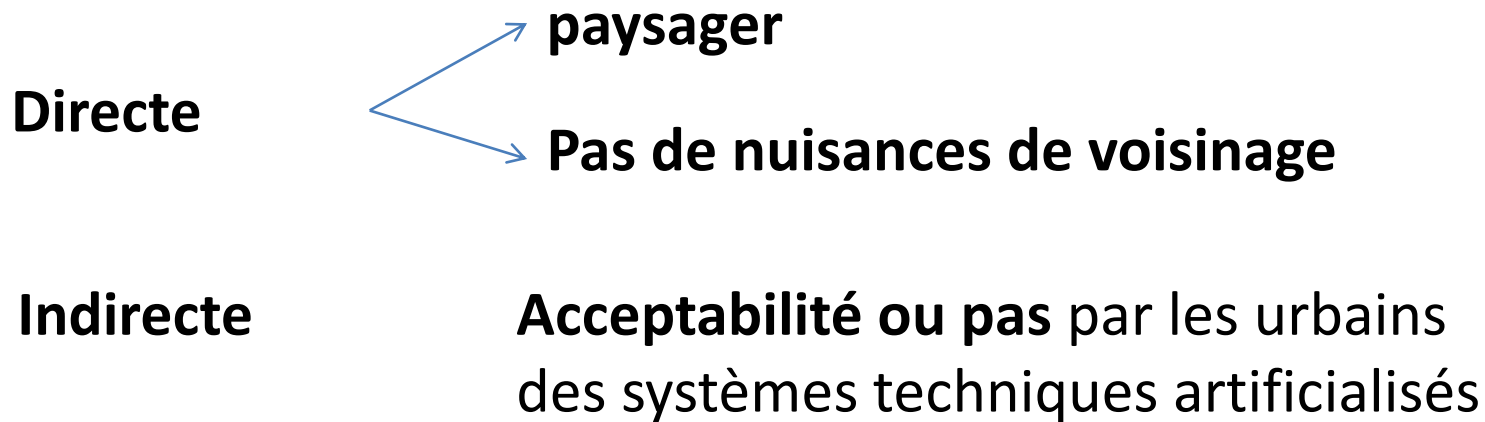 paysager
Directe
Pas de nuisances de voisinage
Indirecte
Acceptabilité ou pas par les urbains
des systèmes techniques artificialisés